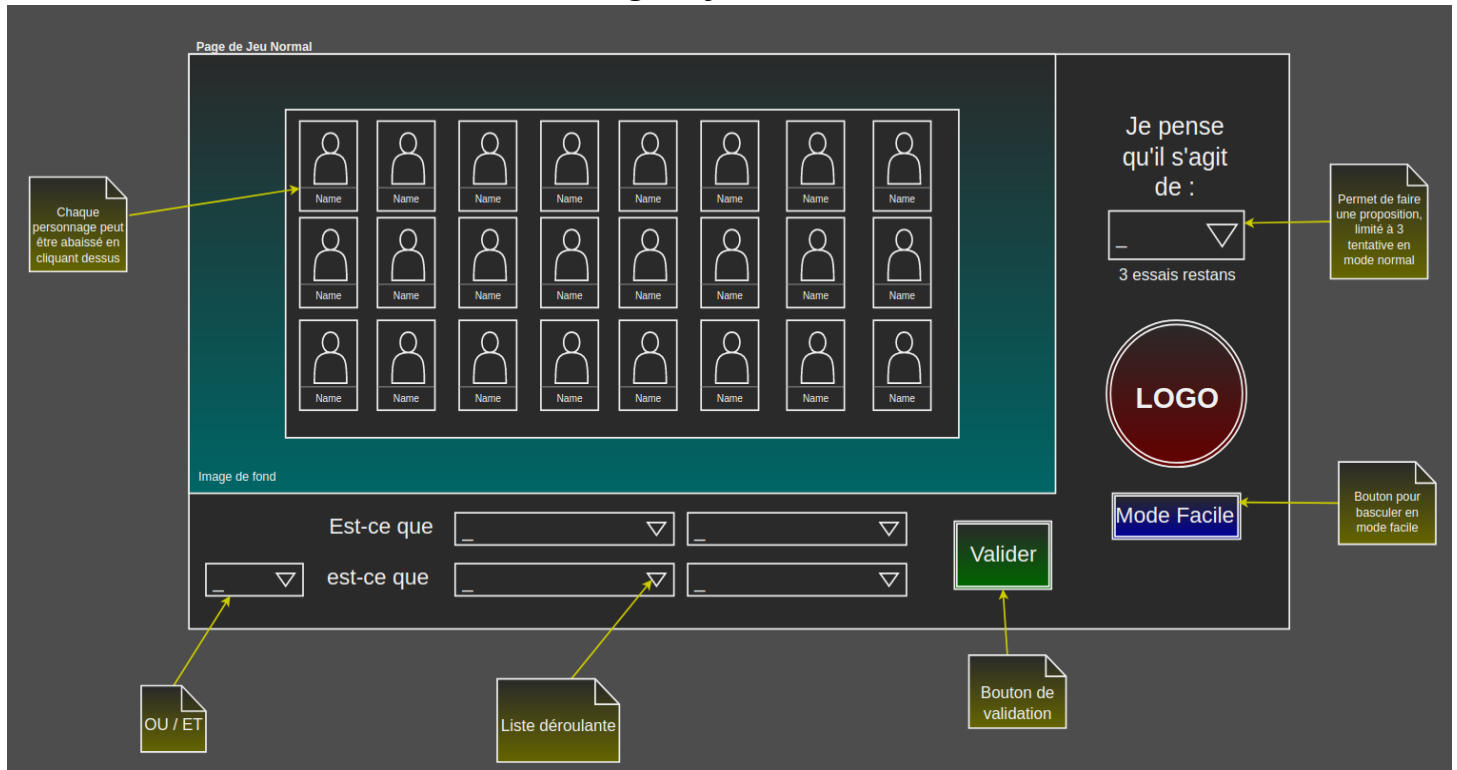 Page de Jeu Normal
Name Name Name Name Name Name Name Name
Name Name Name Name Name Name Name Name
Name Name Name Name Name Name Name Name
Image de fond
Je pense
qu'il s'agit
de :
_
3 essais restans
LOGO
Mode Facile
Est-ce que _ _
_ est-ce que _ _
Valider
Chaque
personnage peut
être abaissé en
cliquant dessus
Permet de faire
une proposition,
limité à 3
tentative en
mode normal
Bouton pour
basculer en
mode facile
OU / ET
Liste déroulante
Bouton de
validation